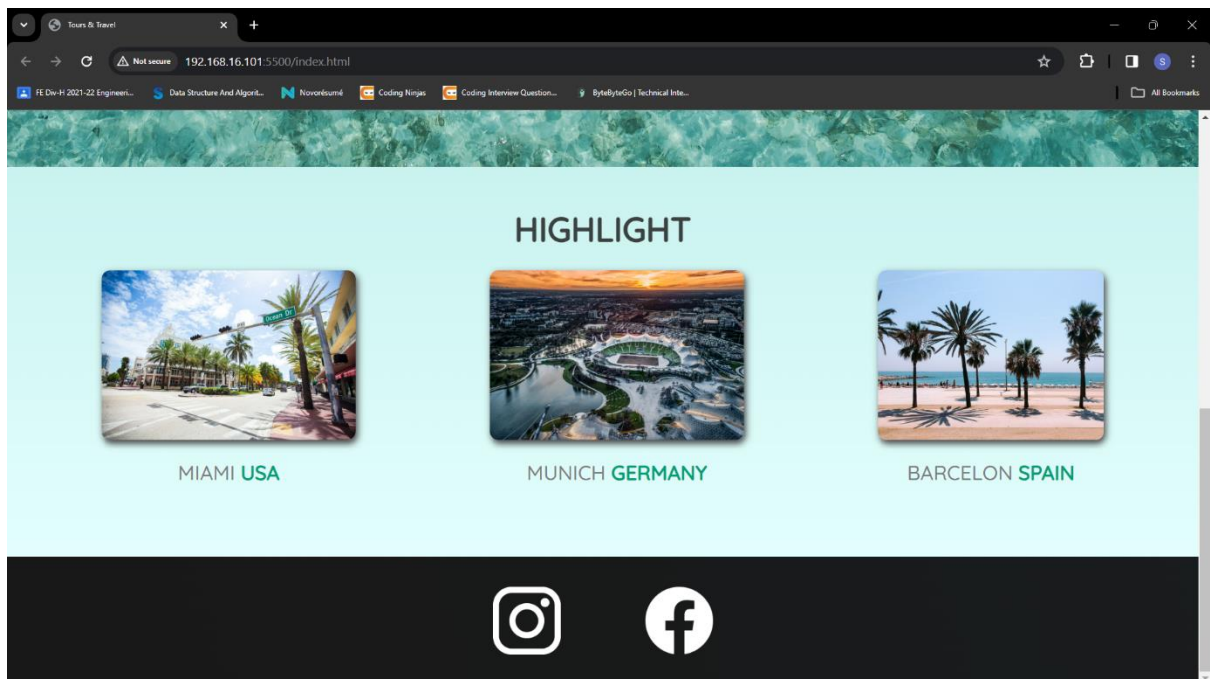 Tours & Travel
Not secure 192.168.16.101:5500/index.html
S
FE Div-H 2021-22 Engineeri... Data Structure And Algorit... Novorésumé Coding Ninjas Coding Interview Question... ByteByteGo | Technical Inte... All Bookmarks
HIGHLIGHT
Ocean Dr
MIAMI USA MUNICH GERMANY BARCELON SPAIN